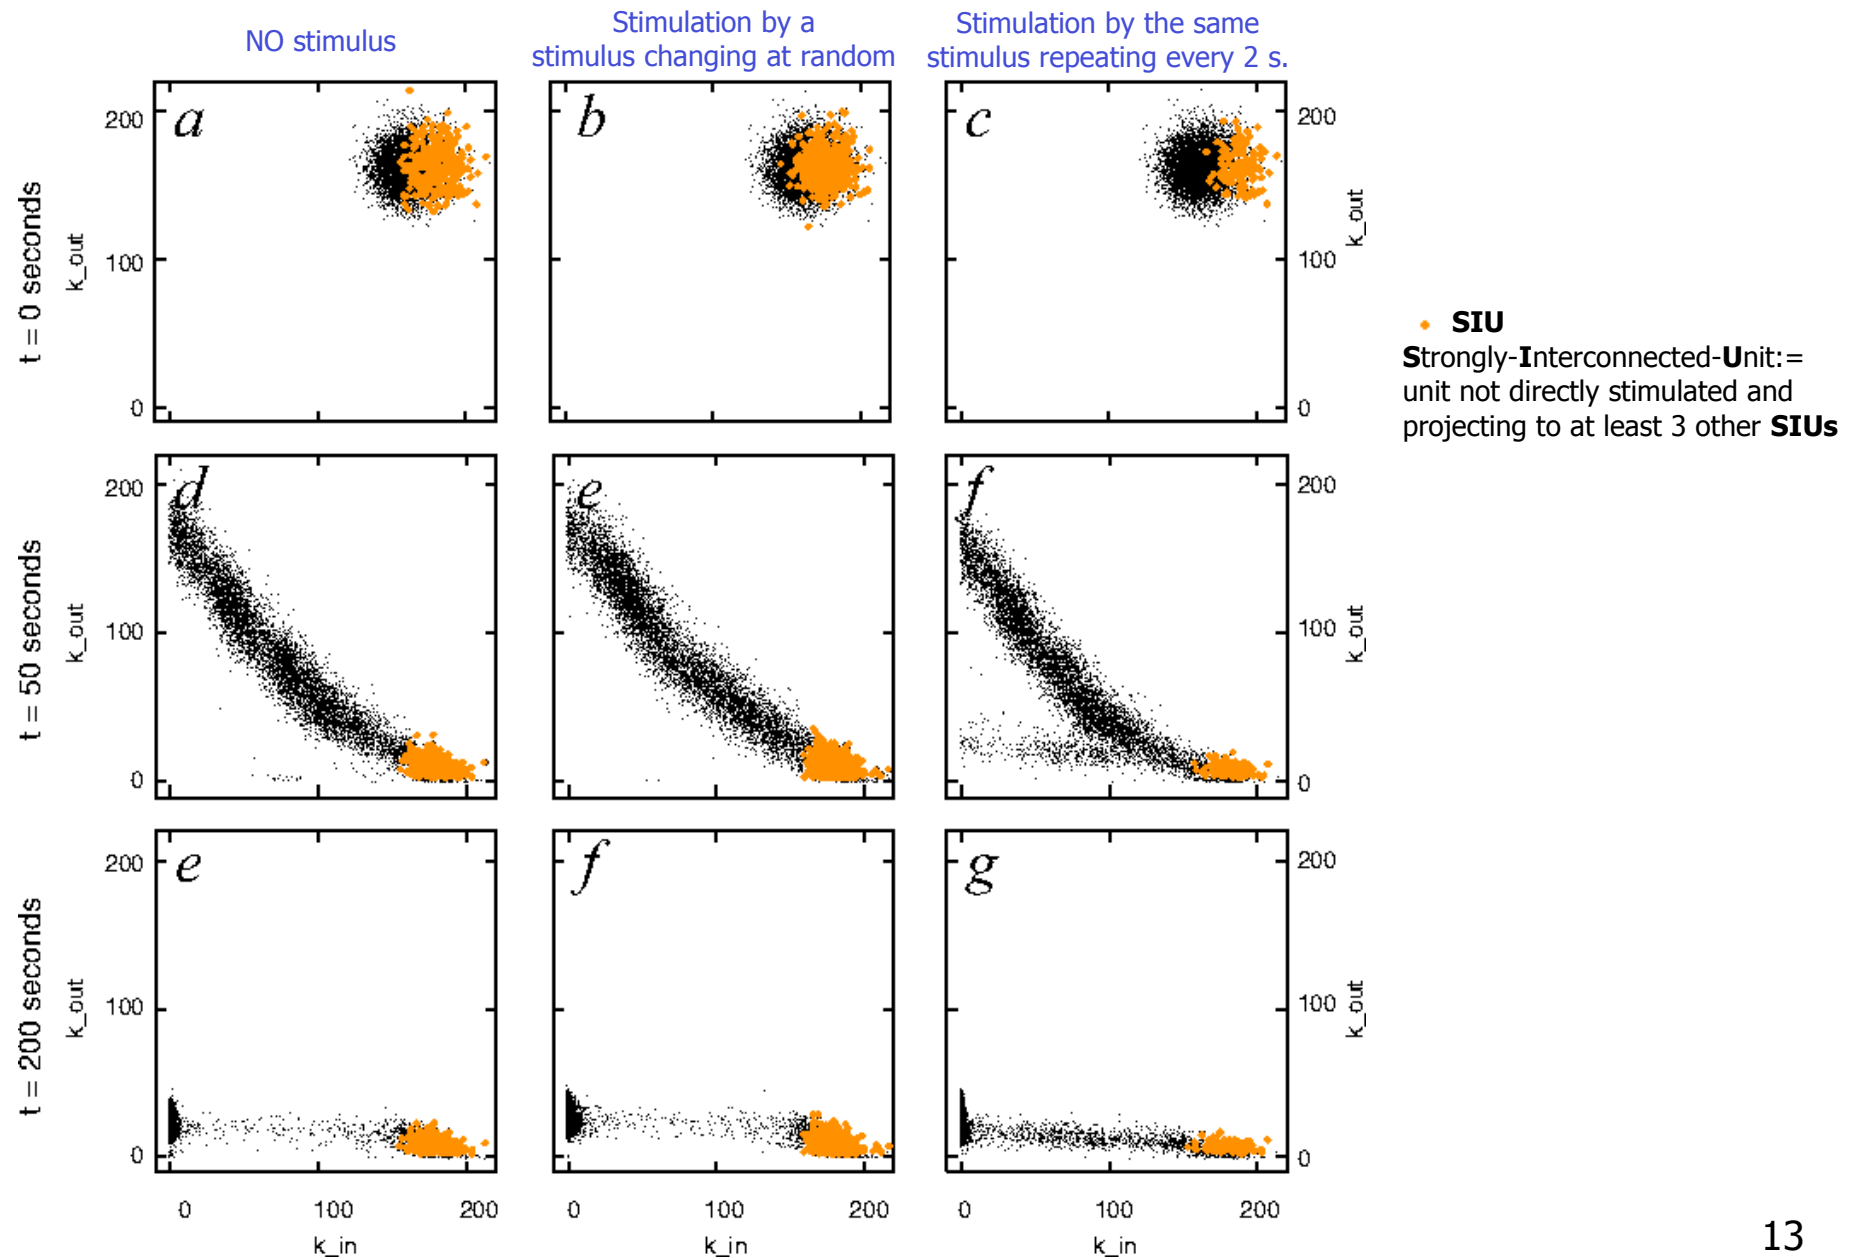 NO stimulus
Stimulation by a
stimulus changing at random
Stimulation by the same
stimulus repeating every 2 s.
t = 0 seconds
k_out
200
100
0
a
b
c
200
100
0
k_out
SIU
Strongly-Interconnected-Unit:=
unit not directly stimulated and
projecting to at least 3 other SIUs
t = 50 seconds
k_out
200
100
0
d
e
f
200
100
0
k_out
t = 200 seconds
k_out
200
100
0
e
f
g
200
100
0
k_out
0 100 200
k_in
0 100 200
k_in
0 100 200
k_in
13